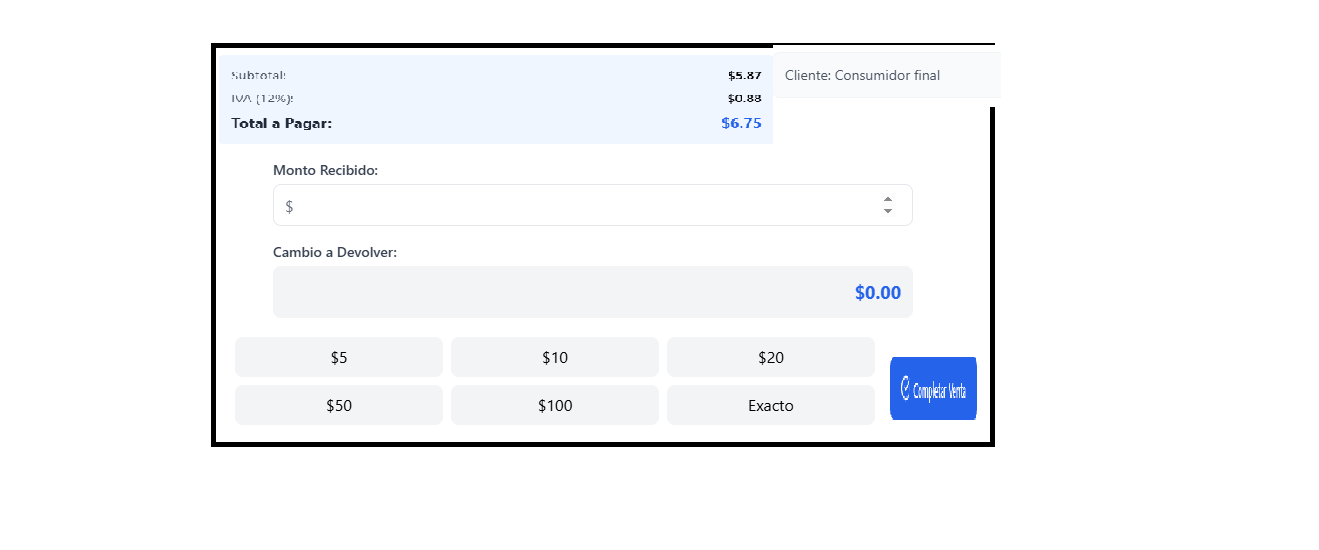 Subtotal: $5.87
IVA (12%): $0.88
Total a Pagar: $6.75
Cliente: Consumidor final
Monto Recibido:
$
Cambio a Devolver:
$0.00
$5 $10 $20
$50 $100 Exacto
Completar Venta